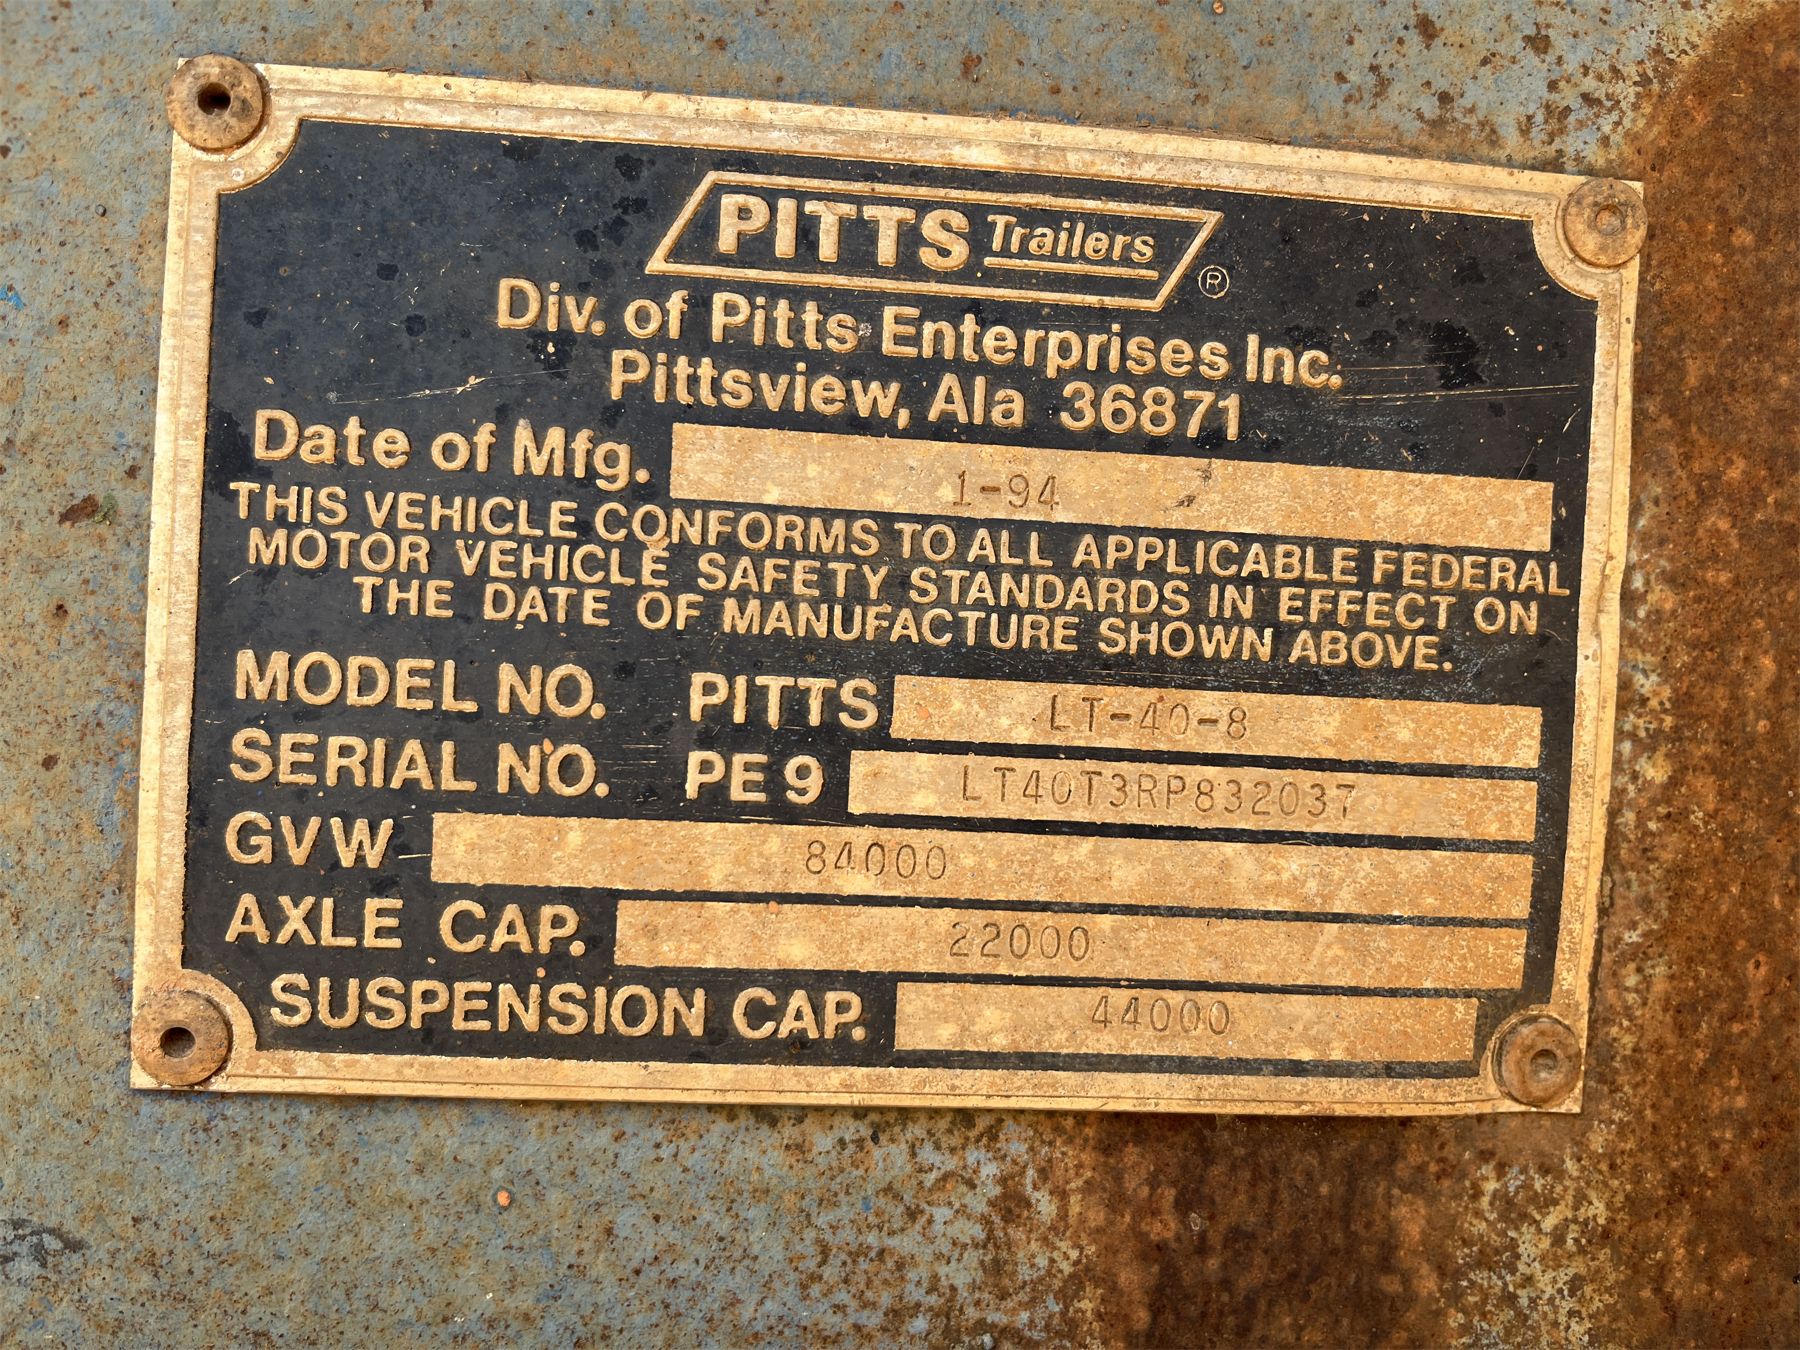 PITTS Trailers ®
Div. of Pitts Enterprises Inc.
Pittsview, Ala 36871
Date of Mfg. 1-94
THIS VEHICLE CONFORMS TO ALL APPLICABLE FEDERAL
MOTOR VEHICLE SAFETY STANDARDS IN EFFECT ON
THE DATE OF MANUFACTURE SHOWN ABOVE.
MODEL NO. PITTS LT-40-8
SERIAL NO. PE 9 LT40T3RP832037
GVW 84000
AXLE CAP. 22000
SUSPENSION CAP. 44000